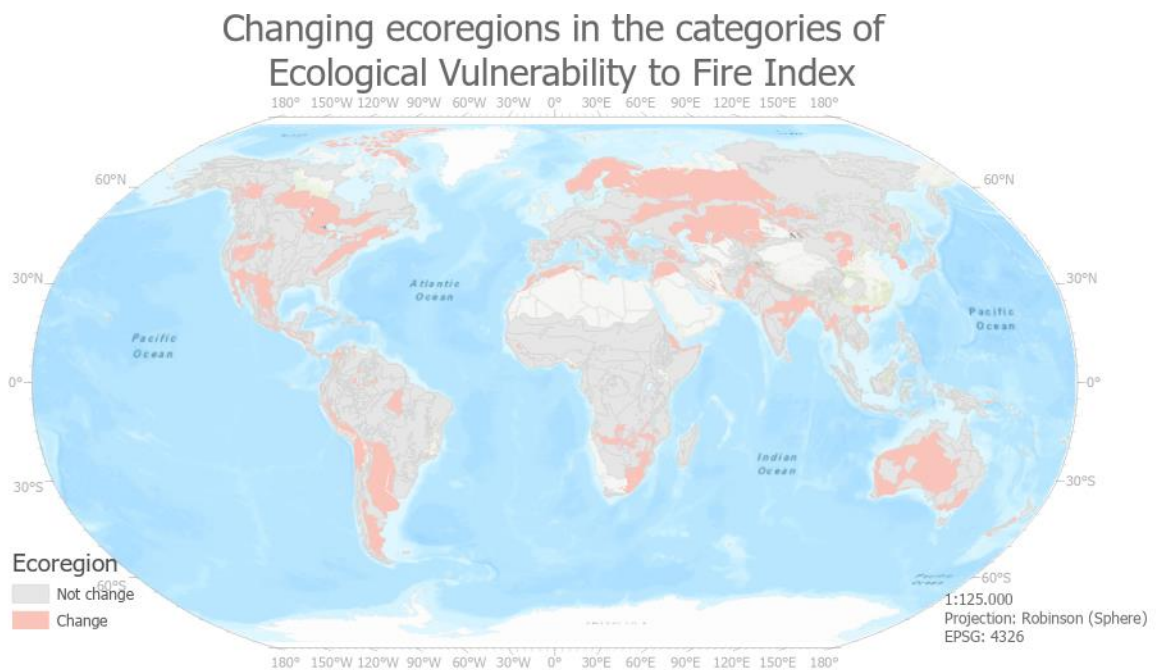 Changing ecoregions in the categories of
Ecological Vulnerability to Fire Index
180° 150°W 120°W 90°W 60°W 30°W 0° 30°E 60°E 90°E 120°E 150°E 180°
60°N 60°N
30°N 30°N
Atlantic
Ocean
Pacific
Ocean
Pacific
Ocean
0° 0°
Indian
Ocean
30°S 30°S
Ecoregion
Not change
Change
60°S 60°S
Pacific
Ocean
1:125.000
Projection: Robinson (Sphere)
EPSG: 4326
180° 150°W 120°W 90°W 60°W 30°W 0° 30°E 60°E 90°E 120°E 150°E 180°